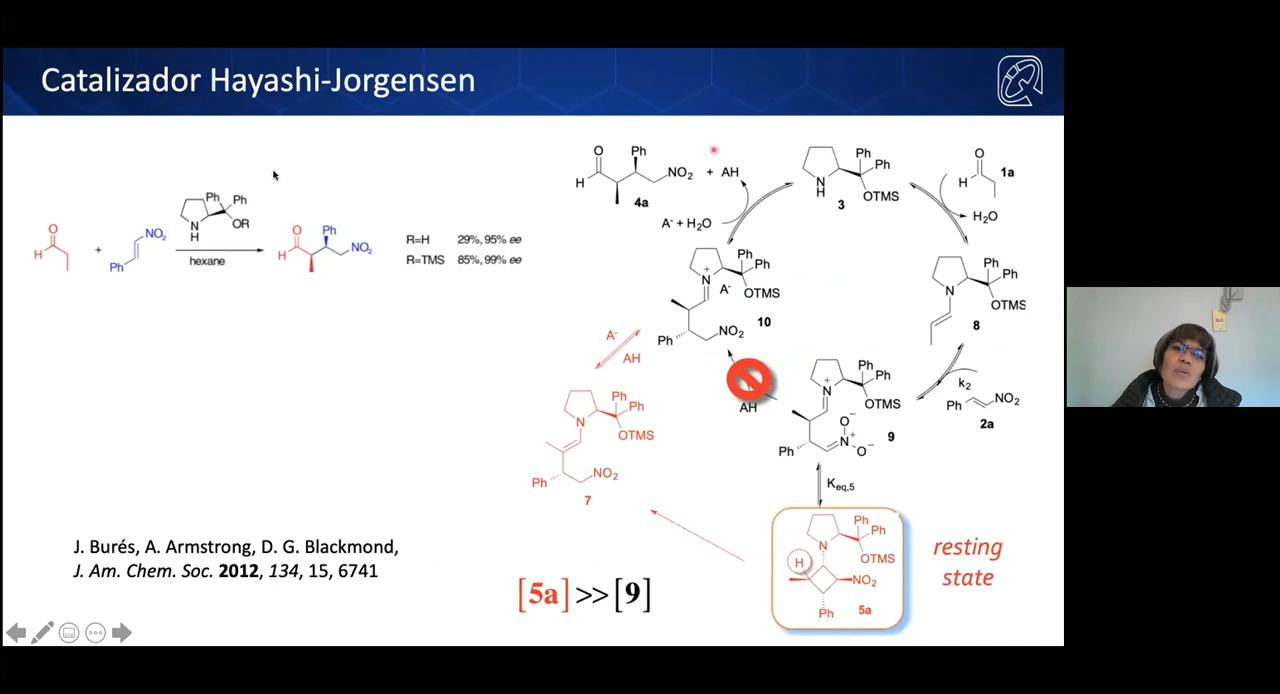 Catalizador Hayashi-Jorgensen
O
H
+
Ph
NO2
Ph
Ph
N
H
OR
hexane
O
H
Ph
NO2
R=H 29%, 95% ee
R=TMS 85%, 99% ee
O
H
Ph
NO2
4a
+ AH
A- + H2O
N
H
Ph
Ph
OTMS
3
O
H
1a
H2O
N
Ph
Ph
OTMS
8
k2
Ph
NO2
2a
N
+
A-
Ph
Ph
OTMS
Ph
NO2
10
A-
AH
AH
N
+
Ph
Ph
OTMS
Ph
O-
N+
O-
9
N
Ph
Ph
OTMS
Ph
NO2
7
Keq,5
N
Ph
Ph
OTMS
H
NO2
Ph
5a
resting
state
J. Burés, A. Armstrong, D. G. Blackmond,
J. Am. Chem. Soc. 2012, 134, 15, 6741
[5a]>>[9]